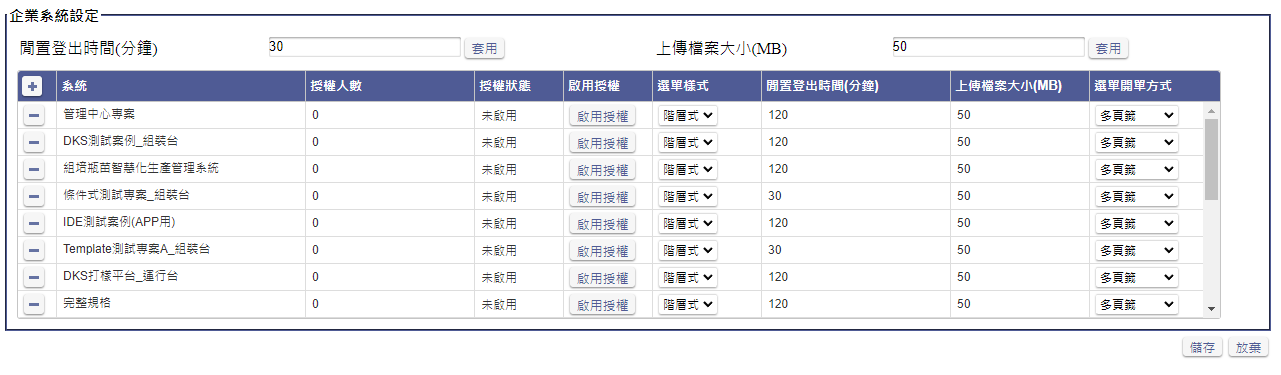 企業系統設定
閒置登出時間(分鐘) 30 套用 上傳檔案大小(MB) 50 套用
+ 系統 授權人數 授權狀態 啟用授權 選單樣式 閒置登出時間(分鐘) 上傳檔案大小(MB) 選單開單方式
管理中心專案 0 未啟用 啟用授權 階層式 120 50 多頁籤
DKS測試案例_組裝台 0 未啟用 啟用授權 階層式 120 50 多頁籤
組培瓶苗智慧化生產管理系統 0 未啟用 啟用授權 階層式 120 50 多頁籤
條件式測試專案_組裝台 0 未啟用 啟用授權 階層式 30 50 多頁籤
IDE測試案例(APP用) 0 未啟用 啟用授權 階層式 120 50 多頁籤
Template測試專案A_組裝台 0 未啟用 啟用授權 階層式 30 50 多頁籤
DKS打樣平台_運行台 0 未啟用 啟用授權 階層式 120 50 多頁籤
完整規格 0 未啟用 啟用授權 階層式 120 50 多頁籤
儲存 放棄